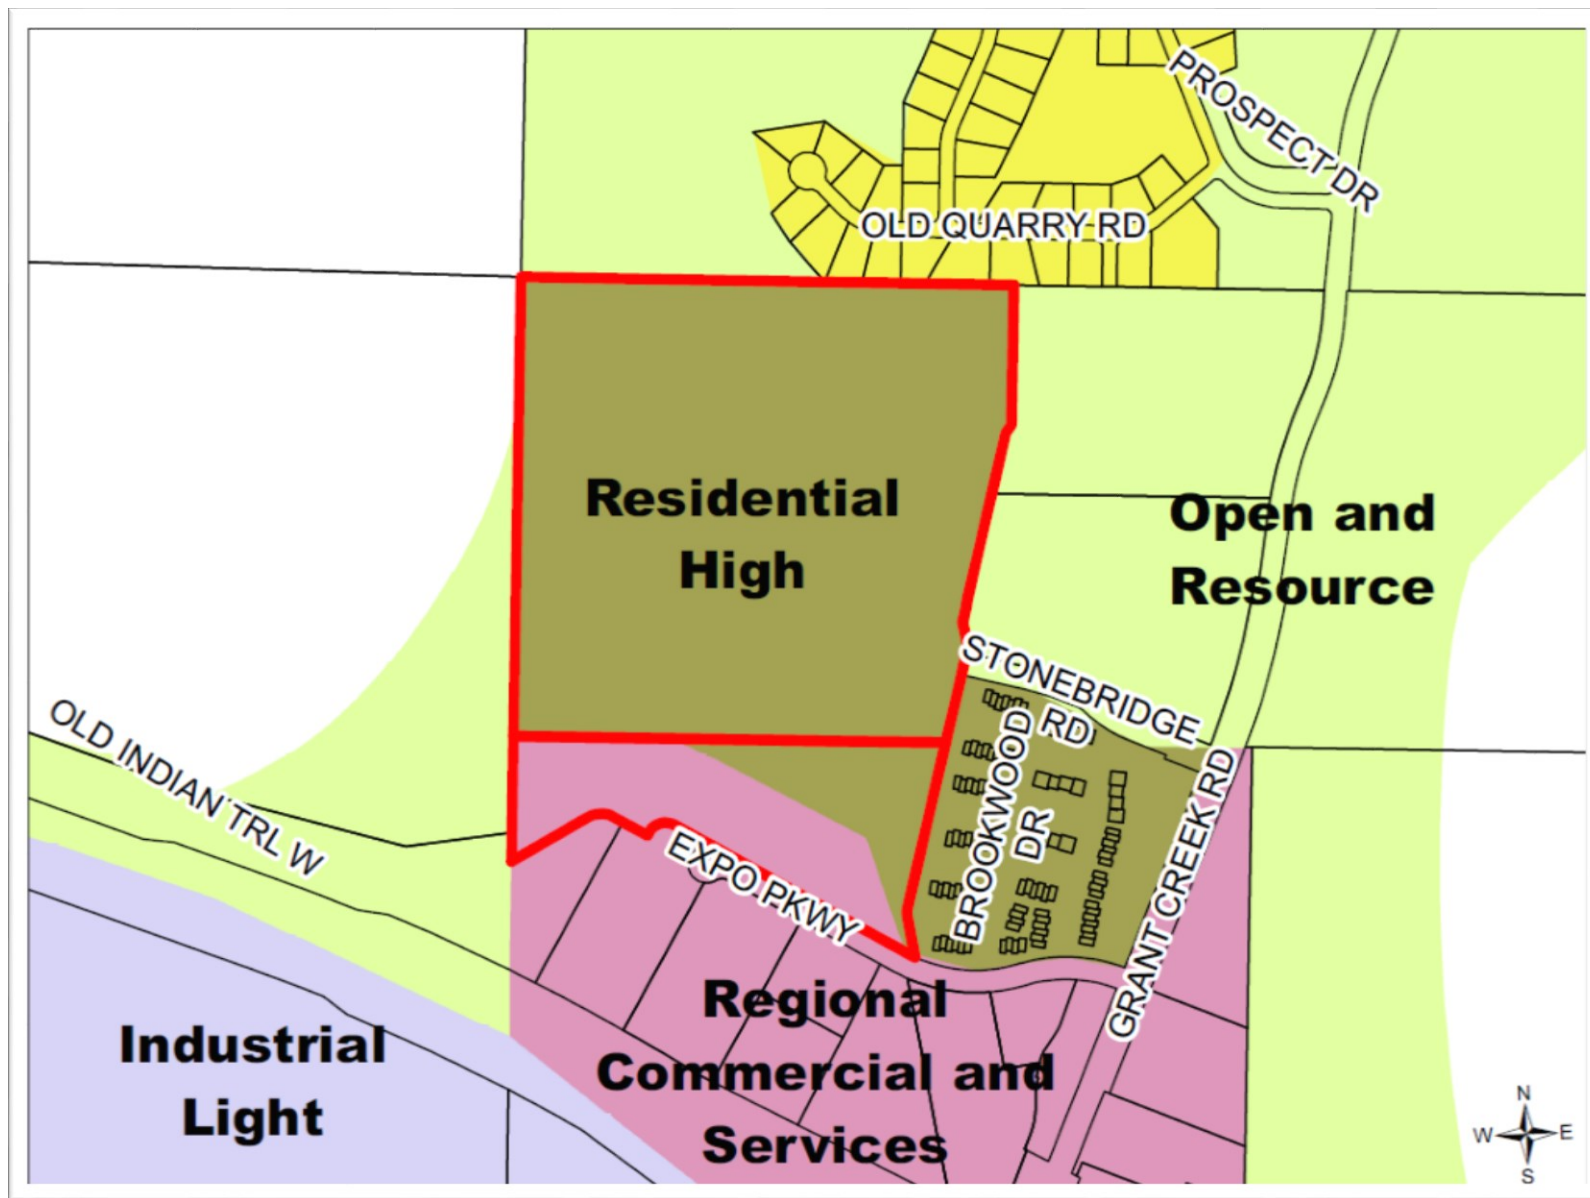 PROSPECT DR
OLD QUARRY RD
Residential
High
Open and
Resource
STONEBRIDGE
RD
BROOKWOOD
DR
OLD INDIAN TRL W
EXPO PKWY
GRANT CREEK RD
Regional
Commercial and
Services
Industrial
Light
N
W E
S